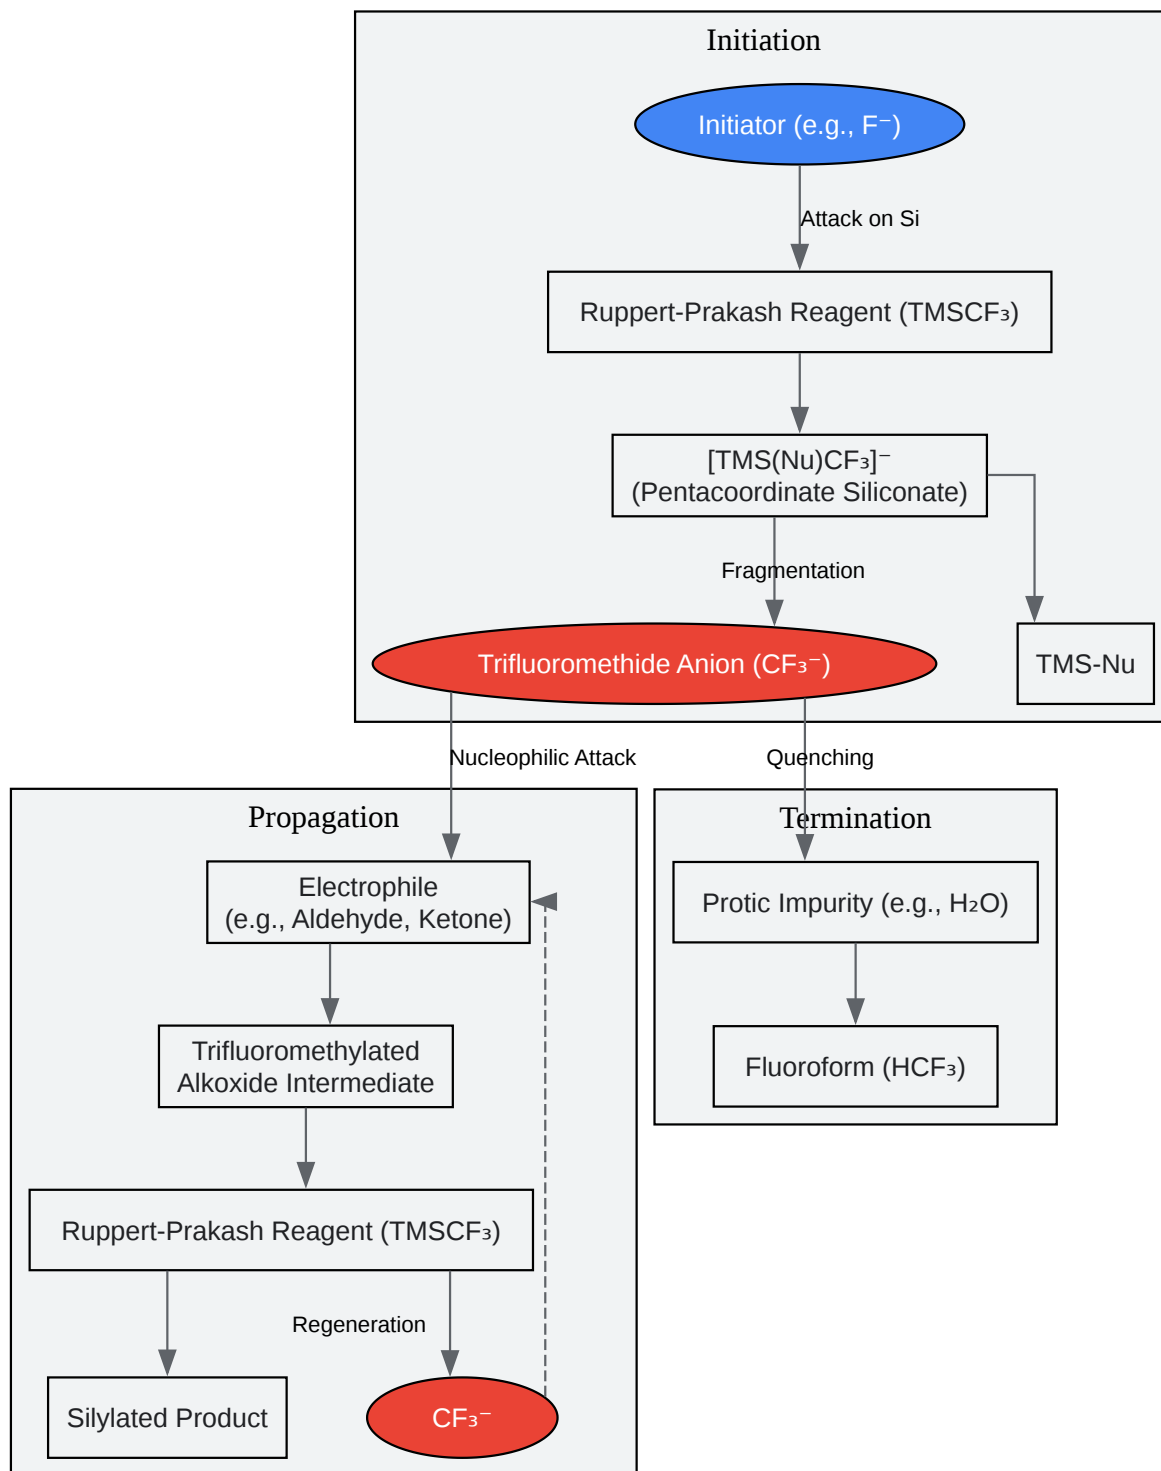 Initiation
Initiator (e.g., F⁻)
Attack on Si
Ruppert-Prakash Reagent (TMSCF₃)
[TMS(Nu)CF₃]⁻
(Pentacoordinate Siliconate)
Fragmentation
Trifluoromethide Anion (CF₃⁻)
TMS-Nu
Nucleophilic Attack
Quenching
Propagation
Electrophile
(e.g., Aldehyde, Ketone)
Trifluoromethylated
Alkoxide Intermediate
Ruppert-Prakash Reagent (TMSCF₃)
Regeneration
Silylated Product
CF₃⁻
Termination
Protic Impurity (e.g., H₂O)
Fluoroform (HCF₃)